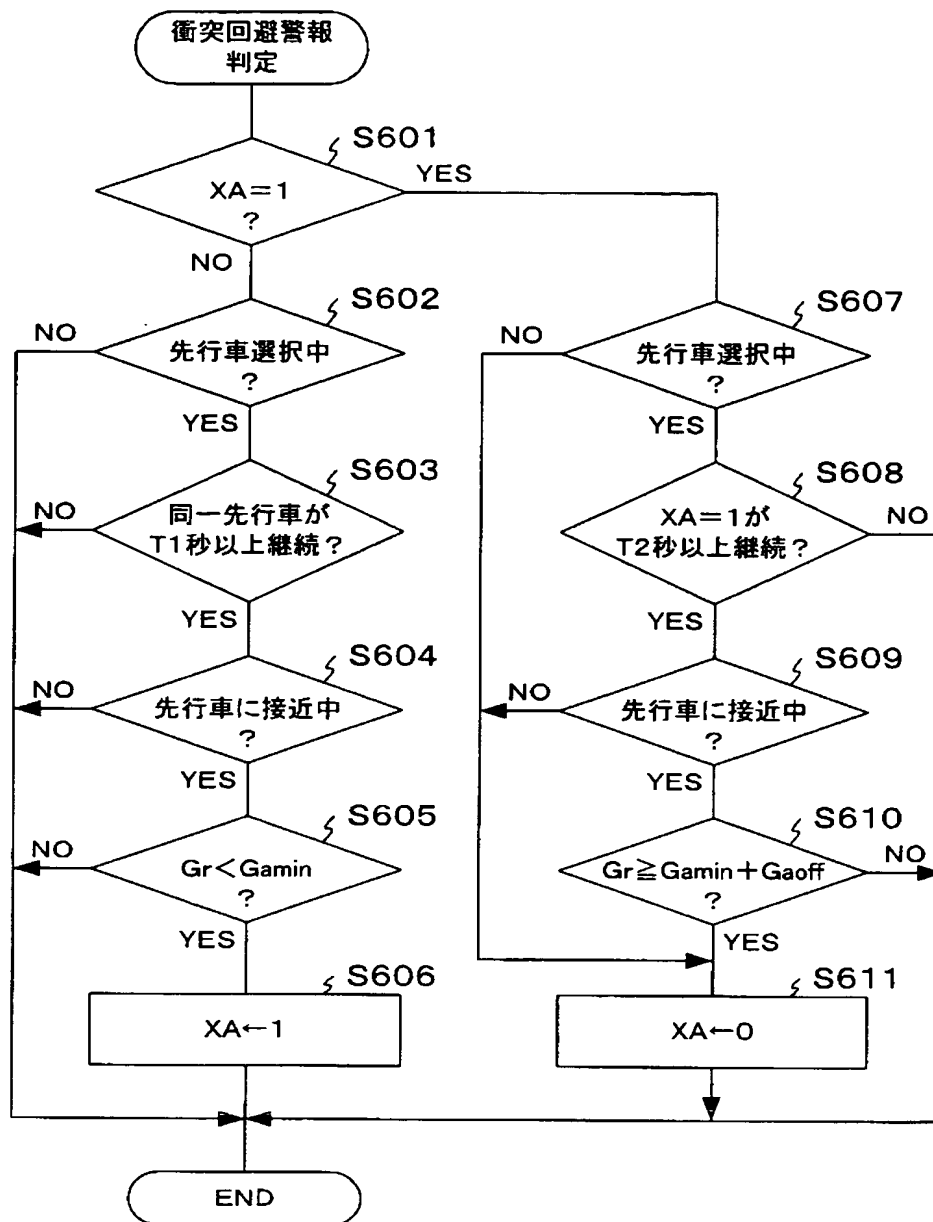 衝突回避警報
判定
S601
XA=1
?
YES
NO
S602
NO
先行車選択中
?
YES
S603
NO
同一先行車が
T1秒以上継続?
YES
S604
NO
先行車に接近中
?
YES
S605
NO
Gr<Gamin
?
YES
S606
XA←1
S607
NO
先行車選択中
?
YES
S608
XA=1が
T2秒以上継続?
NO
YES
S609
NO
先行車に接近中
?
YES
S610
Gr≧Gamin+Gaoff
?
NO
YES
S611
XA←0
END